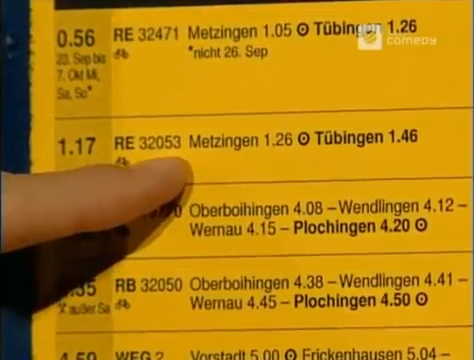 0.56 RE 32471 Metzingen 1.05 Tübingen 1.26
23. Sep bis *nicht 26. Sep
7. Okt Mi,
Sa, So*
comedy
1.17 RE 32053 Metzingen 1.26 Tübingen 1.46
Oberboihingen 4.08 – Wendlingen 4.12 –
Wernau 4.15 – Plochingen 4.20
RB 32050 Oberboihingen 4.38 – Wendlingen 4.41 –
außer Sa Wernau 4.45 – Plochingen 4.50
4.50 WEG 2 Vorstadt 5.00 Frickenhausen 5.04 –